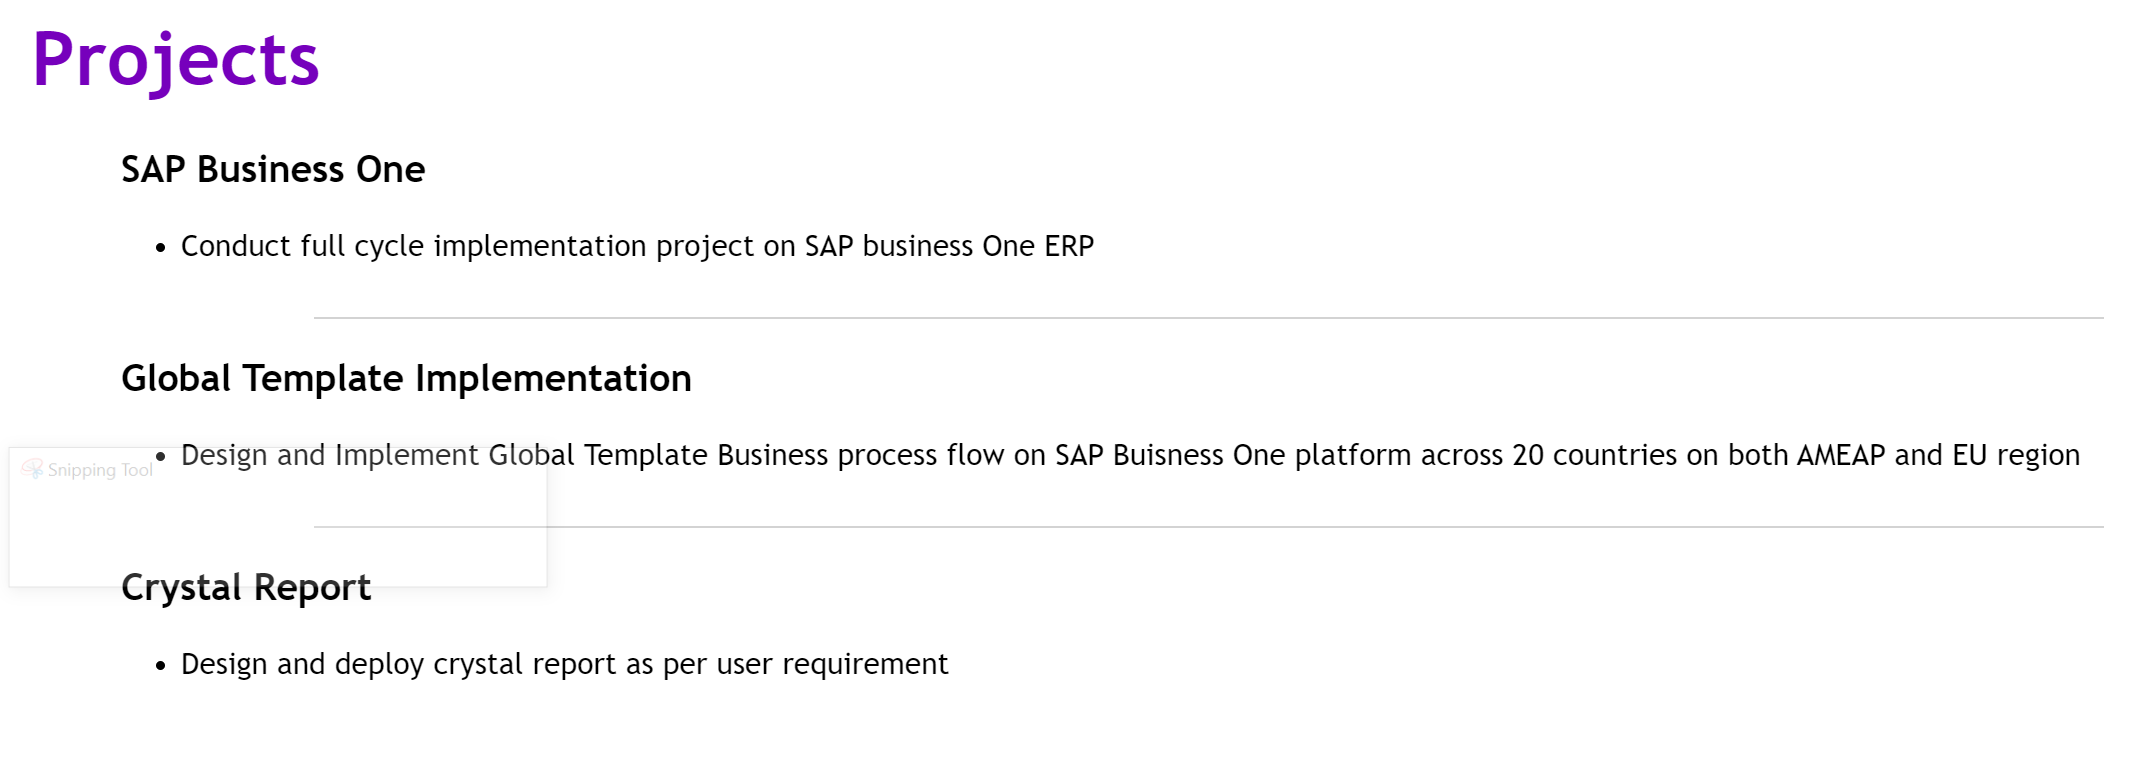 Projects
SAP Business One
• Conduct full cycle implementation project on SAP business One ERP
Global Template Implementation
• Design and Implement Global Template Business process flow on SAP Buisness One platform across 20 countries on both AMEAP and EU region
Snipping Tool
Crystal Report
• Design and deploy crystal report as per user requirement